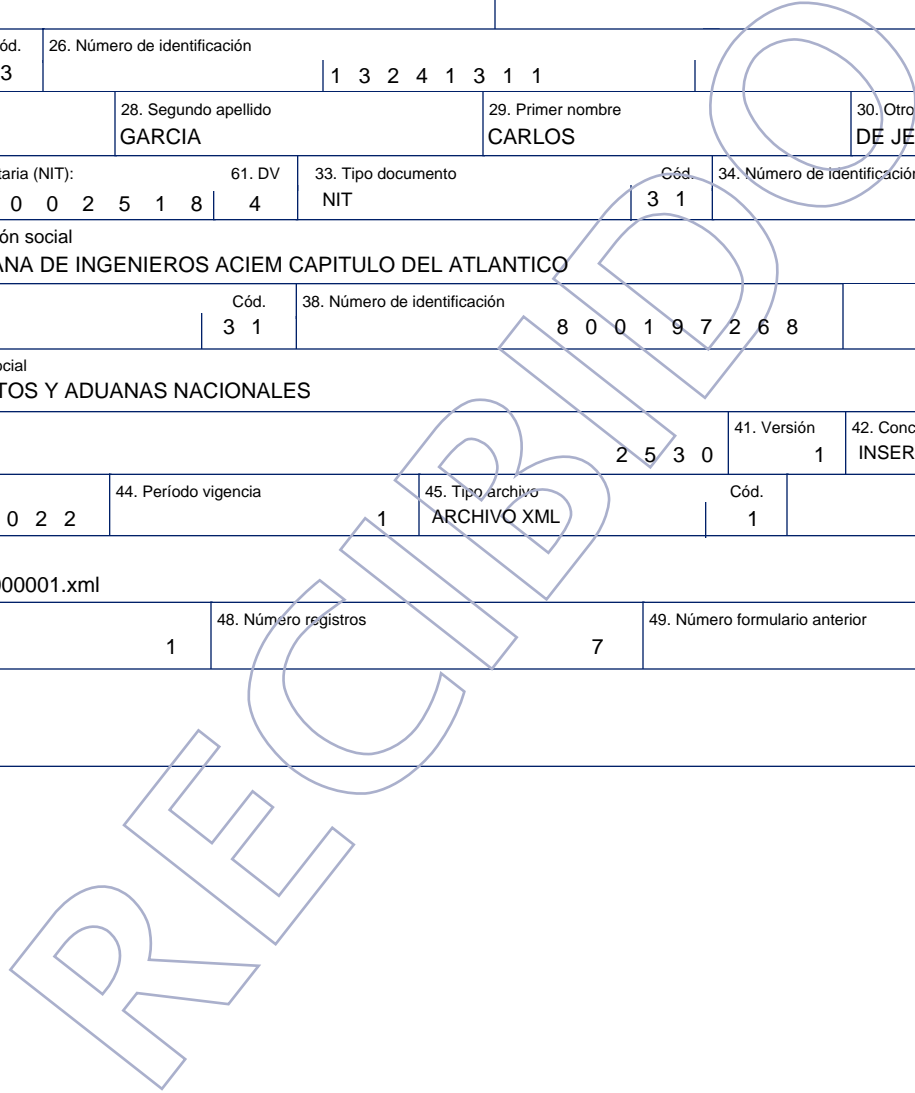 ód. 26. Número de identificación
3 1 3 2 4 1 3 1 1
28. Segundo apellido 29. Primer nombre 30. Otro
GARCIA CARLOS DE JE
taria (NIT): 61. DV 33. Tipo documento Cód. 34. Número de identificación
0 0 2 5 1 8 4 NIT 3 1
ón social
ANA DE INGENIEROS ACIEM CAPITULO DEL ATLANTICO
Cód. 38. Número de identificación
3 1 8 0 0 1 9 7 2 6 8
ocial
TOS Y ADUANAS NACIONALES
41. Versión 42. Conc
2 5 3 0 1 INSER
44. Período vigencia 45. Tipo archivo Cód.
0 2 2 1 ARCHIVO XML 1
000001.xml
48. Número registros 49. Número formulario anterior
1 7
RECIBIDO